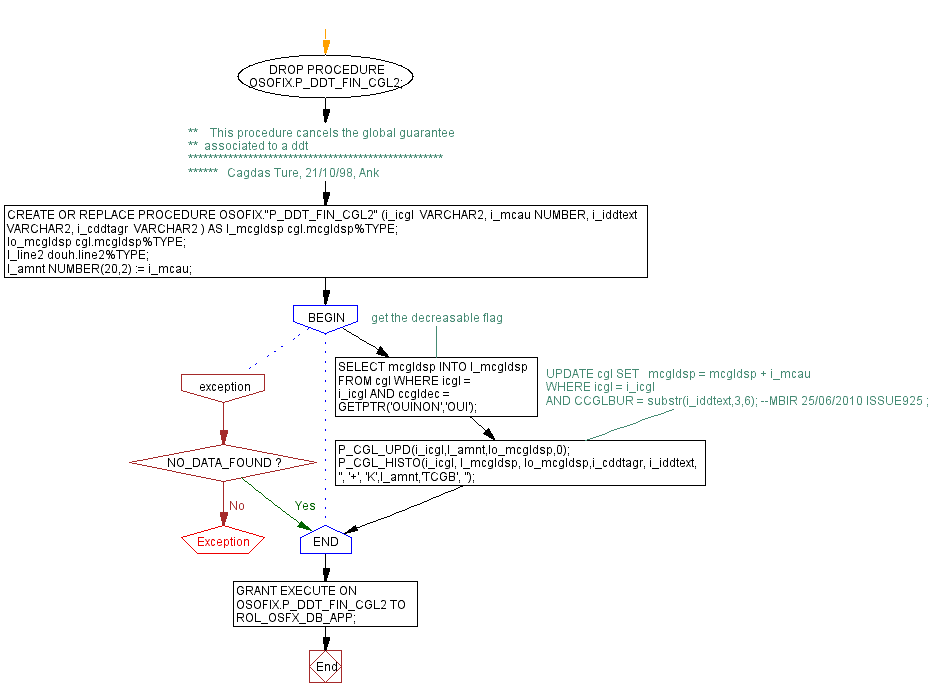 DROP PROCEDURE
OSOFIX.P_DDT_FIN_CGL2;
** This procedure cancels the global guarantee
** associated to a ddt
***************************************************
****** Cagdas Ture, 21/10/98, Ank
CREATE OR REPLACE PROCEDURE OSOFIX."P_DDT_FIN_CGL2" (i_icgl VARCHAR2, i_mcau NUMBER, i_iddtext
VARCHAR2, i_cddtagr VARCHAR2 ) AS l_mcgldsp cgl.mcgldsp%TYPE;
lo_mcgldsp cgl.mcgldsp%TYPE;
l_line2 douh.line2%TYPE;
l_amnt NUMBER(20,2) := i_mcau;
BEGIN
get the decreasable flag
SELECT mcgldsp INTO l_mcgldsp
FROM cgl WHERE icgl =
i_icgl AND ccgldec =
GETPTR('OUINON','OUI');
UPDATE cgl SET mcgldsp = mcgldsp + i_mcau
WHERE icgl = i_icgl
AND CCGLBUR = substr(i_iddtext,3,6); --MBIR 25/06/2010 ISSUE925 ;
exception
P_CGL_UPD(i_icgl,l_amnt,lo_mcgldsp,0);
P_CGL_HISTO(i_icgl, l_mcgldsp, lo_mcgldsp,i_cddtagr, i_iddtext,
'', '+', 'K',l_amnt,'TCGB', '');
NO_DATA_FOUND ?
No
Yes
Exception
END
GRANT EXECUTE ON
OSOFIX.P_DDT_FIN_CGL2 TO
ROL_OSFX_DB_APP;
End